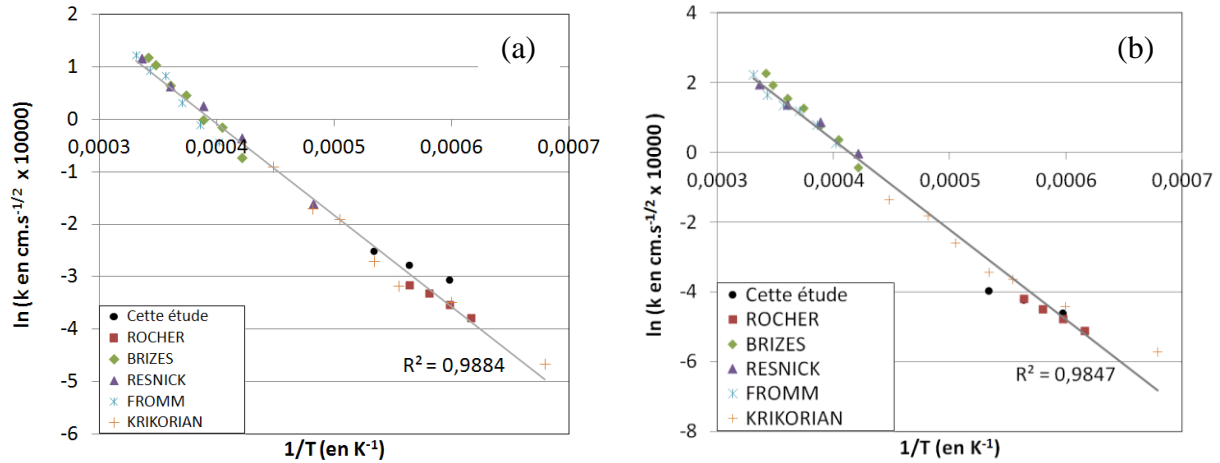 (a)
ln (k en cm.s-1/2 x 10000)
2
1
0
-1
-2
-3
-4
-5
-6
0,0003
0,0004
0,0005
0,0006
0,0007
Cette étude
ROCHER
BRIZES
RESNICK
FROMM
KRIKORIAN
R² = 0,9884
1/T (en K-1)
(b)
ln (k en cm.s-1/2 x 10000 )
4
2
0
-2
-4
-6
-8
0,0003
0,0004
0,0005
0,0006
0,0007
Cette étude
ROCHER
BRIZES
RESNICK
FROMM
KRIKORIAN
R² = 0,9847
1/T (en K-1)